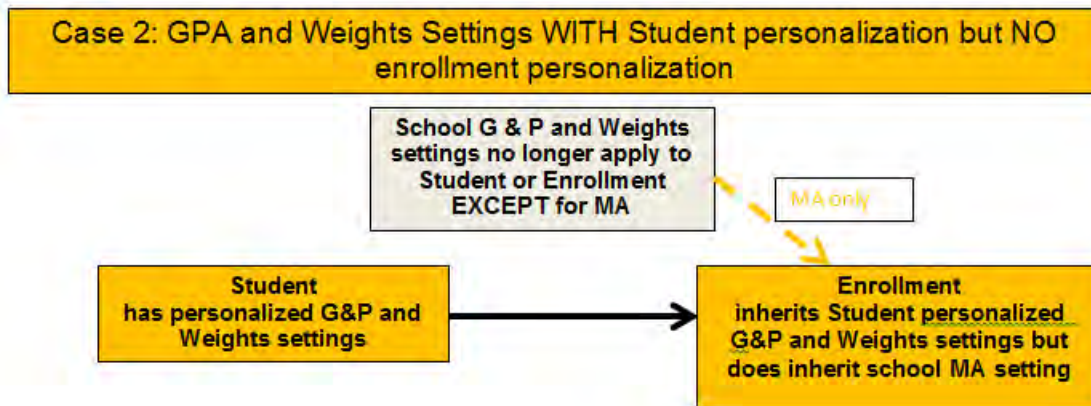 Case 2: GPA and Weights Settings WITH Student personalization but NO
enrollment personalization
School G & P and Weights
settings no longer apply to
Student or Enrollment
EXCEPT for MA
MA only
Student
has personalized G&P and
Weights settings
Enrollment
inherits Student personalized
G&P and Weights settings but
does inherit school MA setting